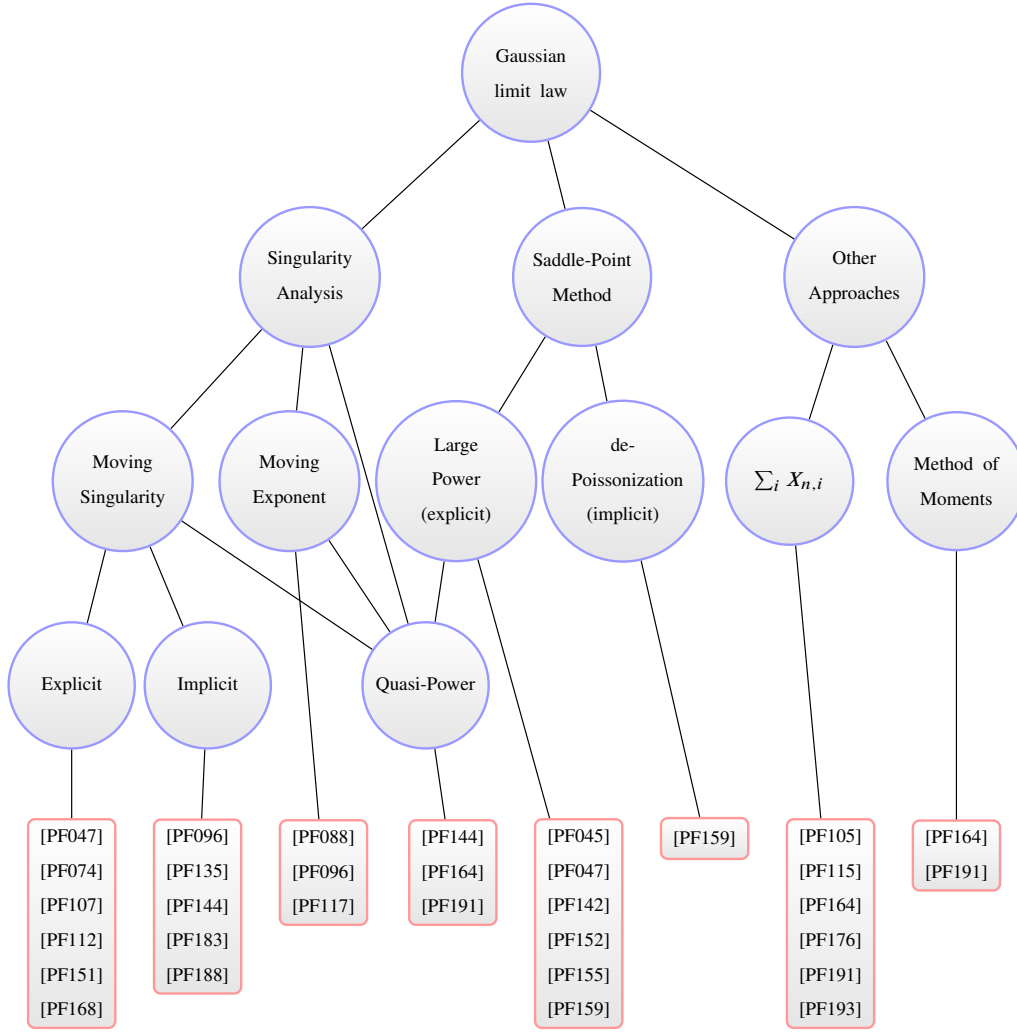 Gaussian
limit law
Singularity
Analysis
Saddle-Point
Method
Other
Approaches
Moving
Singularity
Moving
Exponent
Large
Power
(explicit)
de-
Poissonization
(implicit)
∑ᵢ Xₙ,ᵢ
Method of
Moments
Explicit
Implicit
Quasi-Power
[PF047]
[PF074]
[PF107]
[PF112]
[PF151]
[PF168]
[PF096]
[PF135]
[PF144]
[PF183]
[PF188]
[PF088]
[PF096]
[PF117]
[PF144]
[PF164]
[PF191]
[PF045]
[PF047]
[PF142]
[PF152]
[PF155]
[PF159]
[PF159]
[PF105]
[PF115]
[PF164]
[PF176]
[PF191]
[PF193]
[PF164]
[PF191]